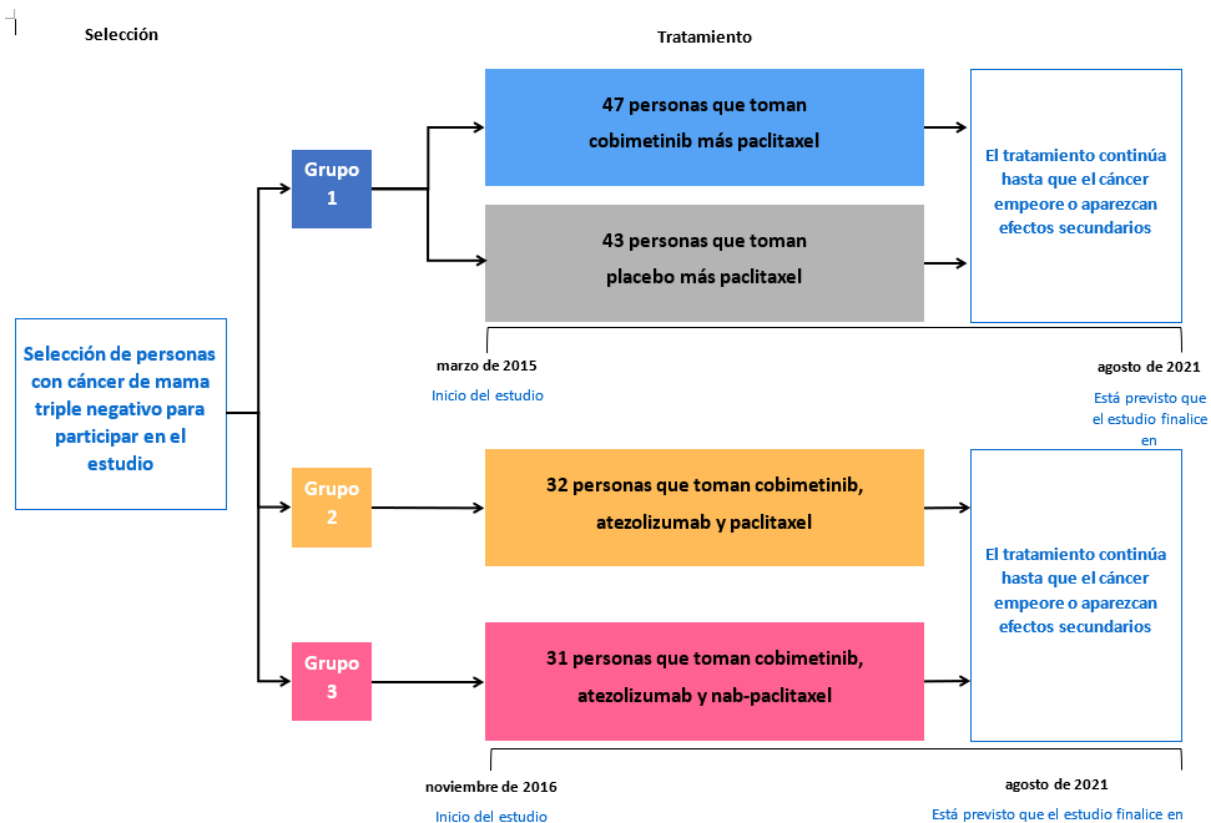 Selección
Tratamiento
47 personas que toman
cobimetinib más paclitaxel
El tratamiento continúa
hasta que el cáncer
empeore o aparezcan
efectos secundarios
Grupo
1
43 personas que toman
placebo más paclitaxel
marzo de 2015
Inicio del estudio
agosto de 2021
Está previsto que
el estudio finalice
en
Selección de personas
con cáncer de mama
triple negativo para
participar en el
estudio
Grupo
2
32 personas que toman cobimetinib,
atezolizumab y paclitaxel
El tratamiento continúa
hasta que el cáncer
empeore o aparezcan
efectos secundarios
Grupo
3
31 personas que toman cobimetinib,
atezolizumab y nab-paclitaxel
noviembre de 2016
Inicio del estudio
agosto de 2021
Está previsto que el estudio finalice en